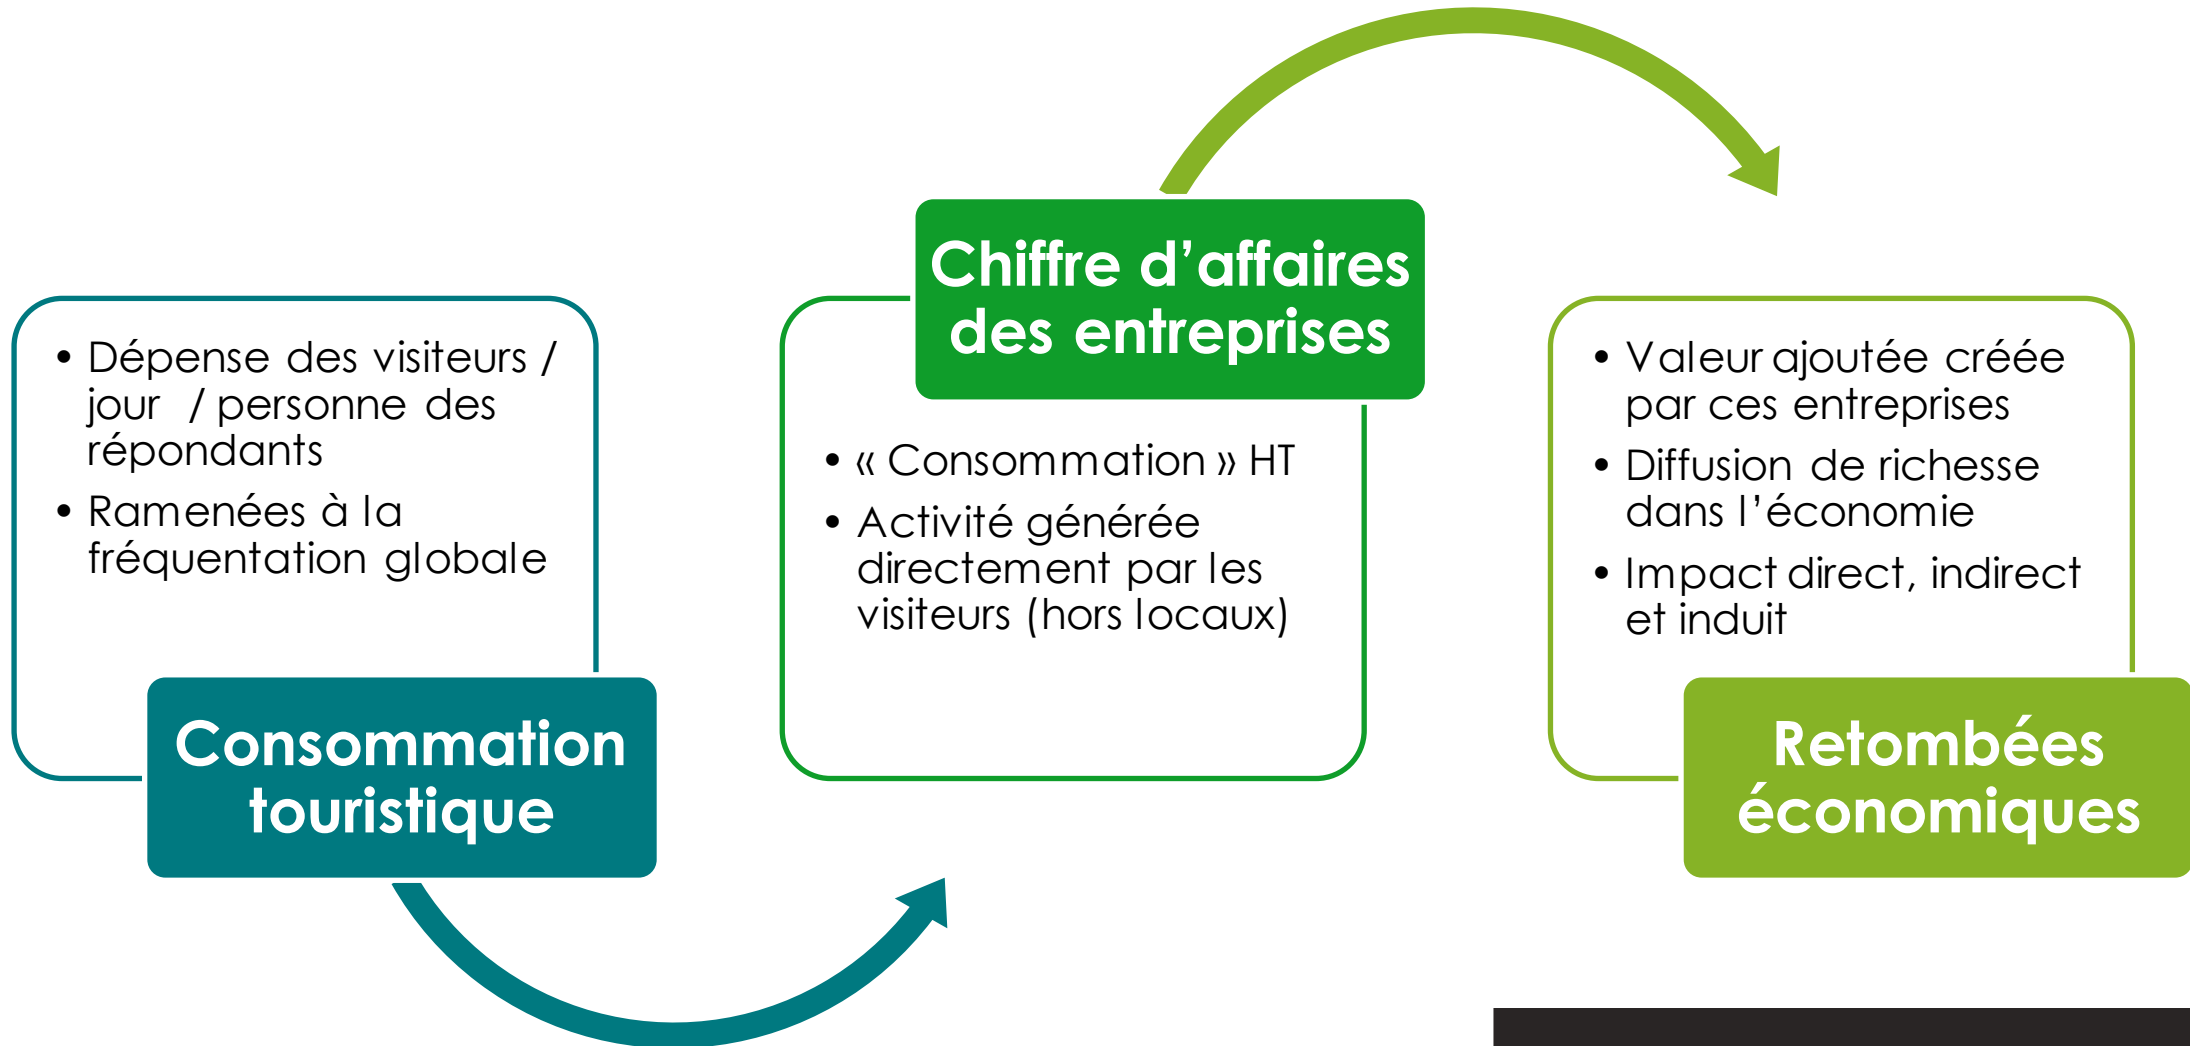 • Dépense des visiteurs /
jour / personne des
répondants
• Ramenées à la
fréquentation globale
Consommation
touristique
Chiffre d’affaires
des entreprises
• « Consommation » HT
• Activité générée
directement par les
visiteurs (hors locaux)
• Valeur ajoutée créée
par ces entreprises
• Diffusion de richesse
dans l’économie
• Impact direct, indirect
et induit
Retombées
économiques